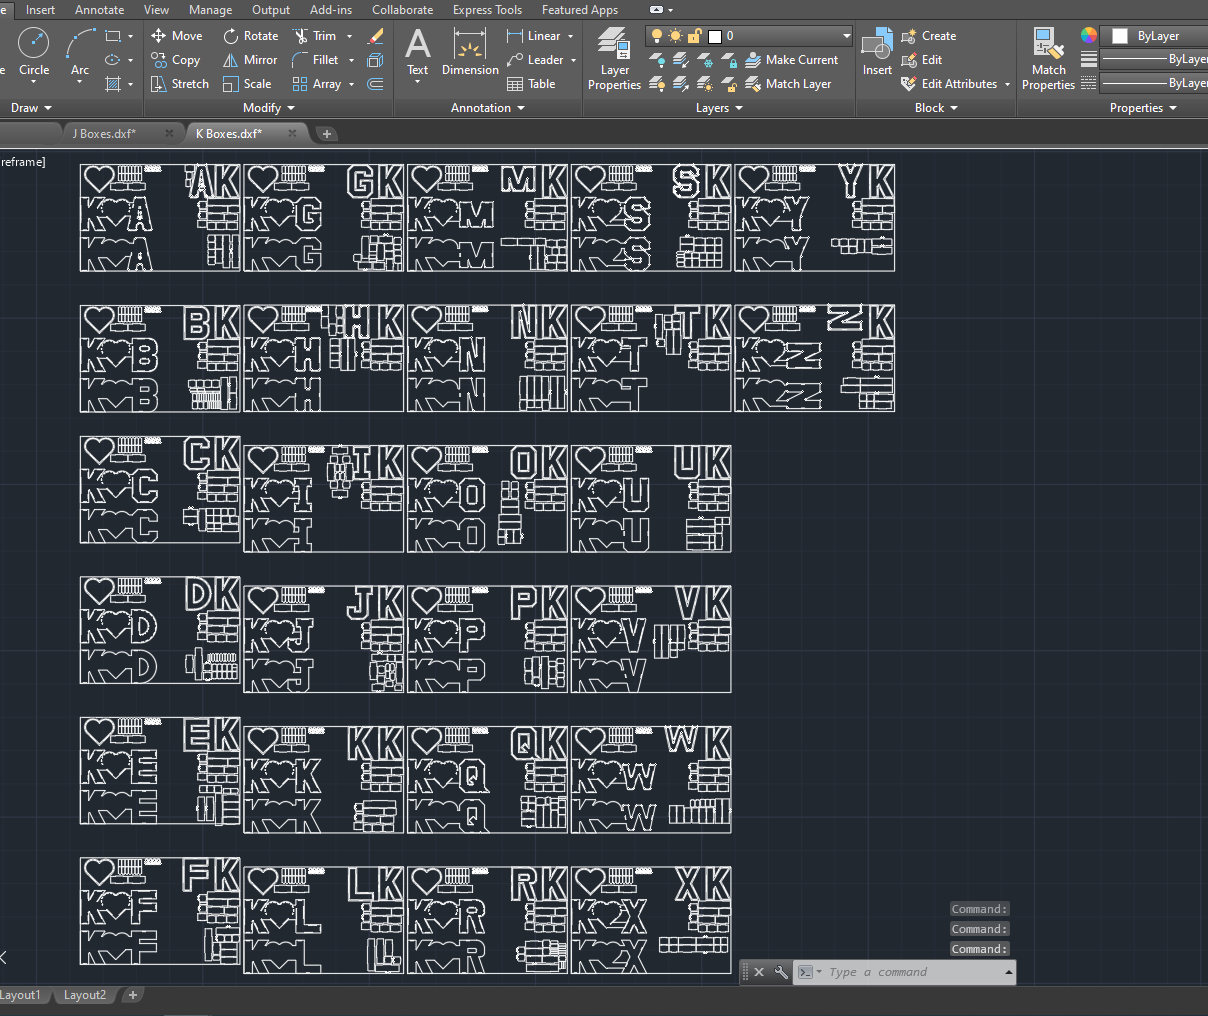 e Insert Annotate View Manage Output Add-ins Collaborate Express Tools Featured Apps
Move Rotate Trim Linear 0 Create ByLayer
Circle Arc Copy Mirror Fillet Text Dimension Leader Layer Properties Make Current Insert Edit Match Properties ByLayer
e Stretch Scale Array Table Match Layer Edit Attributes ByLayer
Draw Modify Annotation Layers Block Properties
J Boxes.dxf* K Boxes.dxf*
reframe]
AK GK MK SK YK
K A K G K M K S K Y
K A K G K M K S K Y
BK HK NK TK ZK
K B K H K N K T K Z
K B K H K N K T K Z
CK IK OK UK
K C K I K O K U
K C K I K O K U
DK JK PK VK
K D K J K P K V
K D K J K P K V
EK KK QK WK
K E K K K Q K W
K E K K K Q K W
FK LK RK XK
K F K L K R K X
K F K L K R K X
Command:
Command:
Command:
Type a command
Layout1 Layout2